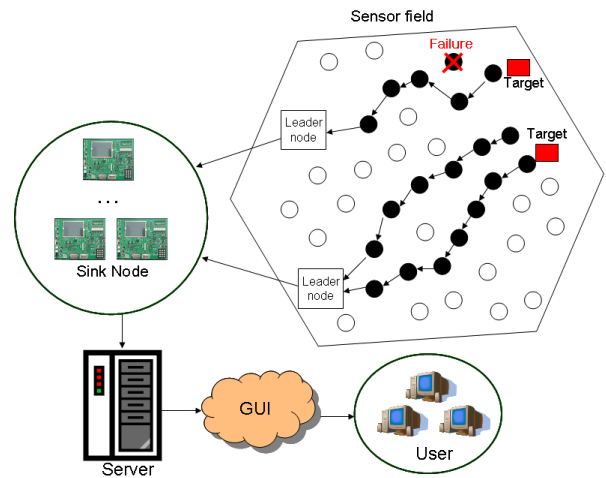 Sensor field
Failure
Target
Leader
node
Target
...
Sink Node
Leader
node
GUI
Server
User